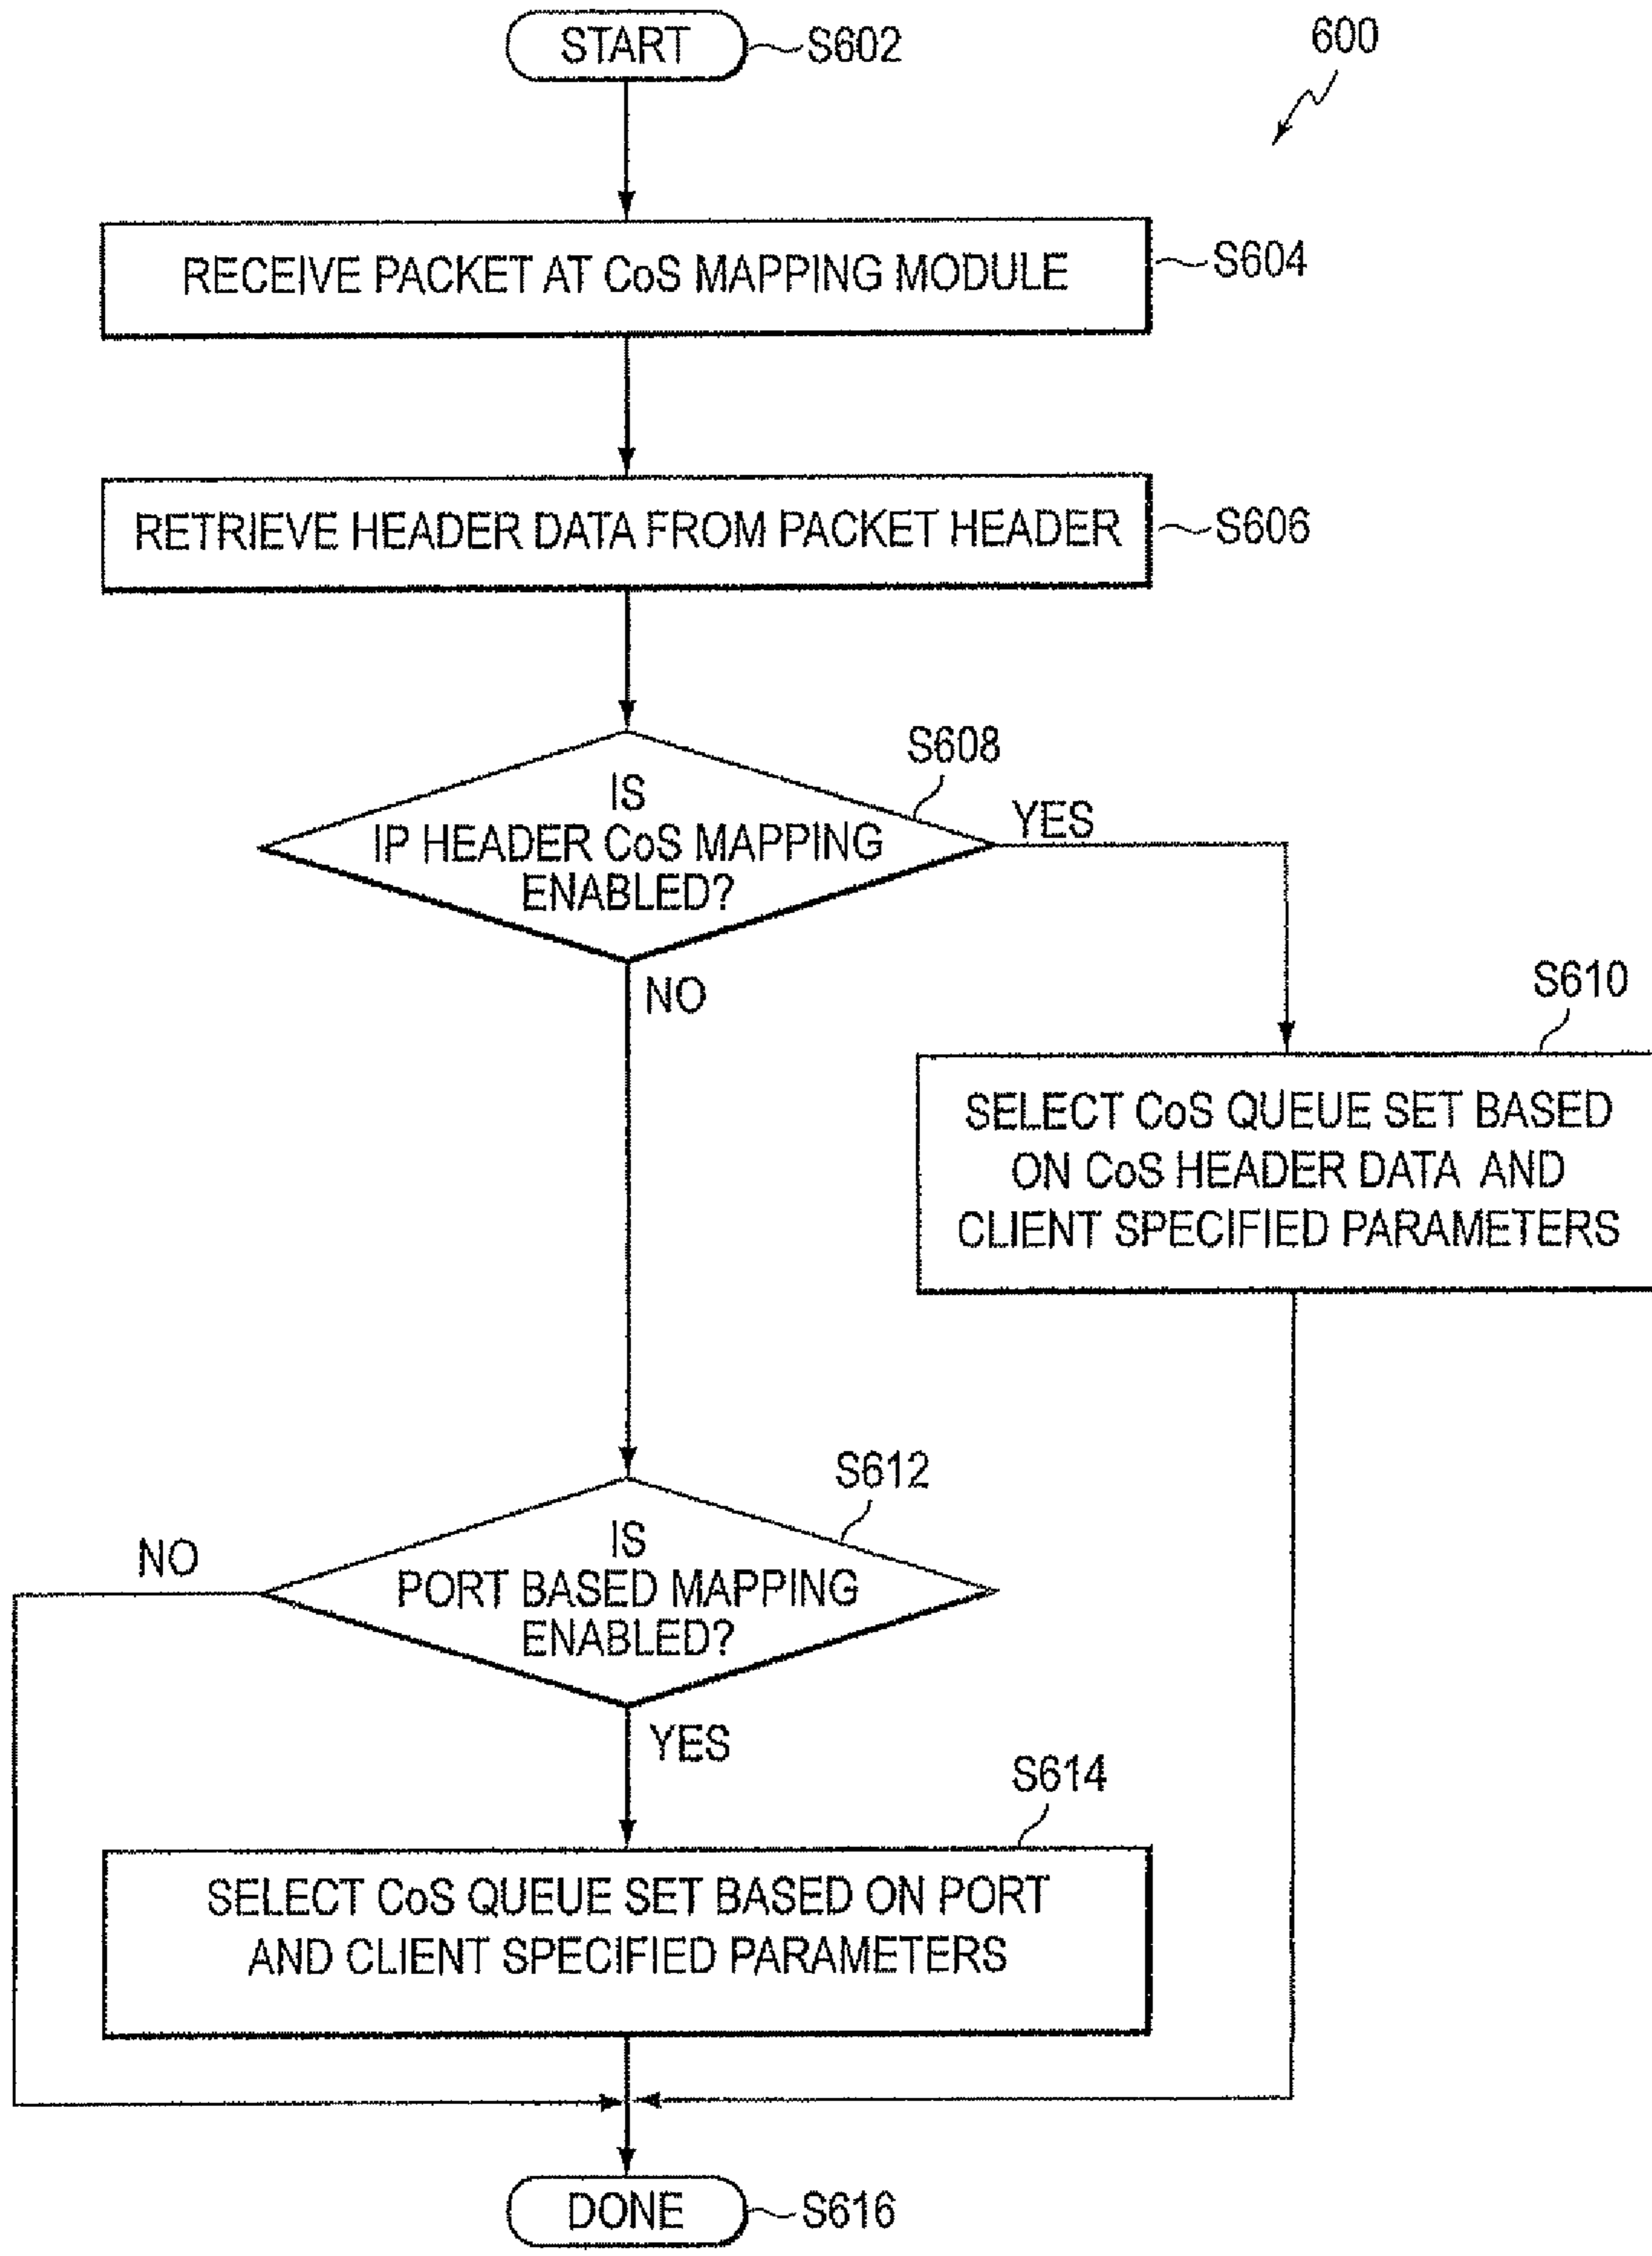 START
S602
600
RECEIVE PACKET AT CoS MAPPING MODULE
S604
RETRIEVE HEADER DATA FROM PACKET HEADER
S606
S608
IS
IP HEADER CoS MAPPING
ENABLED?
YES
NO
S610
SELECT CoS QUEUE SET BASED
ON CoS HEADER DATA AND
CLIENT SPECIFIED PARAMETERS
S612
IS
PORT BASED MAPPING
ENABLED?
NO
YES
S614
SELECT CoS QUEUE SET BASED ON PORT
AND CLIENT SPECIFIED PARAMETERS
DONE
S616